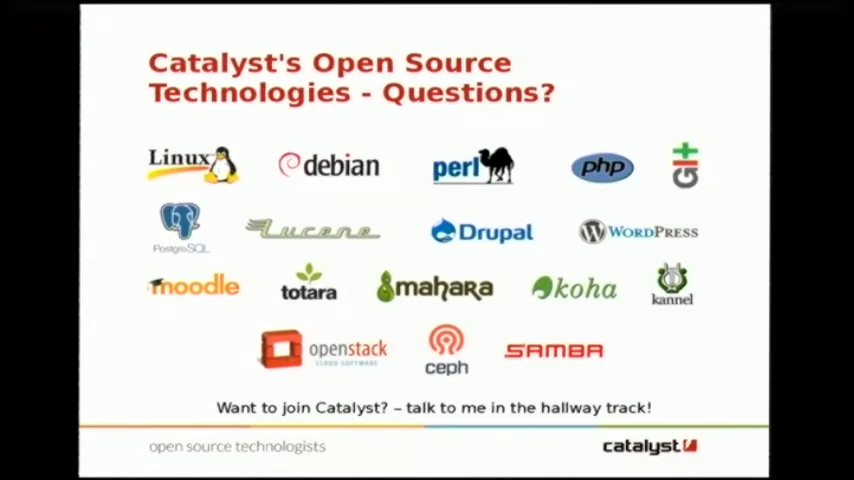 Catalyst's Open Source
Technologies - Questions?
Linux debian perl php Git
PostgreSQL Lucene Drupal WORDPRESS
moodle totara mahara koha kannel
openstack CLOUD SOFTWARE ceph SAMBA
Want to join Catalyst? – talk to me in the hallway track!
open source technologists catalyst